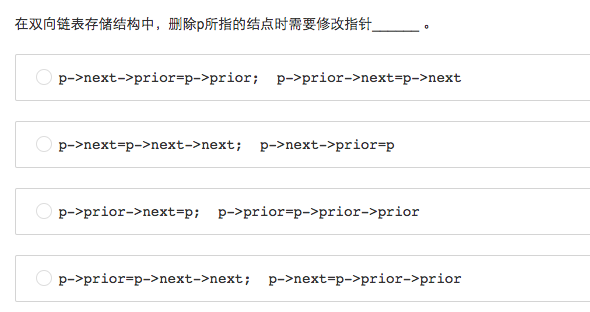 在双向链表存储结构中，删除p所指的结点时需要修改指针______ 。
p->next->prior=p->prior;  p->prior->next=p->next
p->next=p->next->next;  p->next->prior=p
p->prior->next=p;  p->prior=p->prior->prior
p->prior=p->next->next;  p->next=p->prior->prior